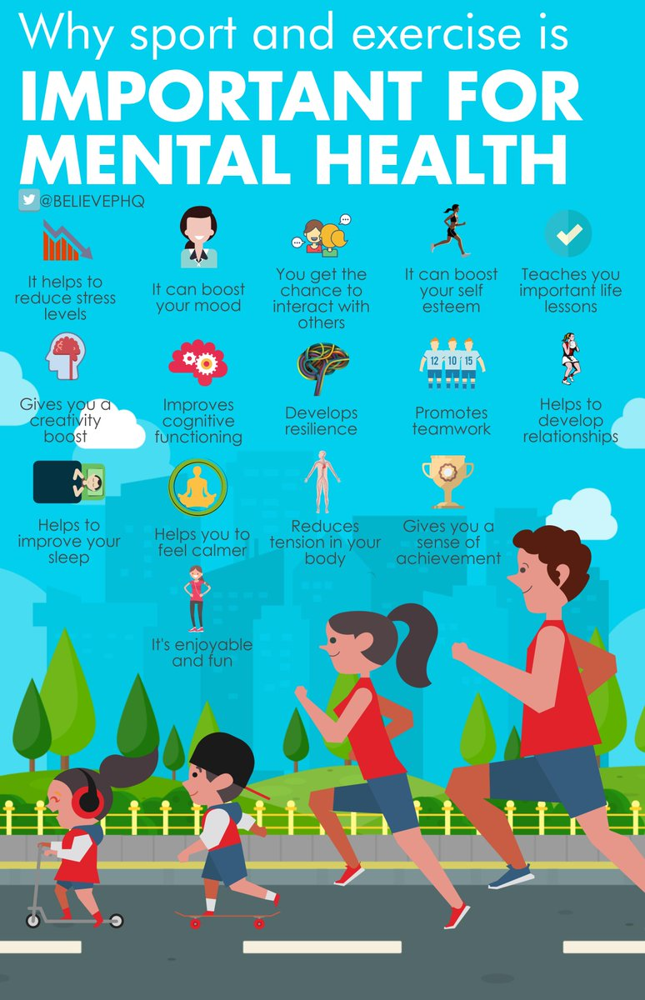 Why sport and exercise is
IMPORTANT FOR
MENTAL HEALTH
@BELIEVEPHQ
It helps to
reduce stress
levels
It can boost
your mood
You get the
chance to
interact with
others
It can boost
your self
esteem
Teaches you
important life
lessons
Gives you a
creativity
boost
Improves
cognitive
functioning
Develops
resilience
12 10 15
Promotes
teamwork
Helps to
develop
relationships
Helps to
improve your
sleep
Helps you to
feel calmer
Reduces
tension in your
body
Gives you a
sense of
achievement
It's enjoyable
and fun